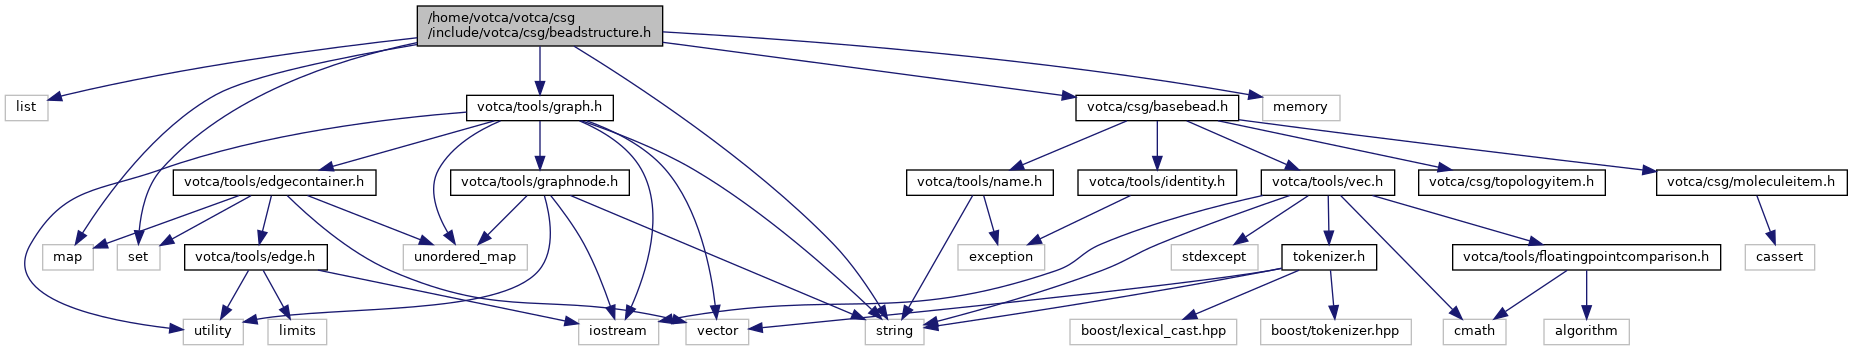 /home/votca/votca/csg
/include/votca/csg/beadstructure.h
list
votca/tools/graph.h
votca/csg/basebead.h
memory
votca/tools/edgecontainer.h
votca/tools/graphnode.h
votca/tools/name.h
votca/tools/identity.h
votca/tools/vec.h
votca/csg/topologyitem.h
votca/csg/moleculeitem.h
map
set
votca/tools/edge.h
unordered_map
exception
stdexcept
tokenizer.h
votca/tools/floatingpointcomparison.h
cassert
utility
limits
iostream
vector
string
boost/lexical_cast.hpp
boost/tokenizer.hpp
cmath
algorithm